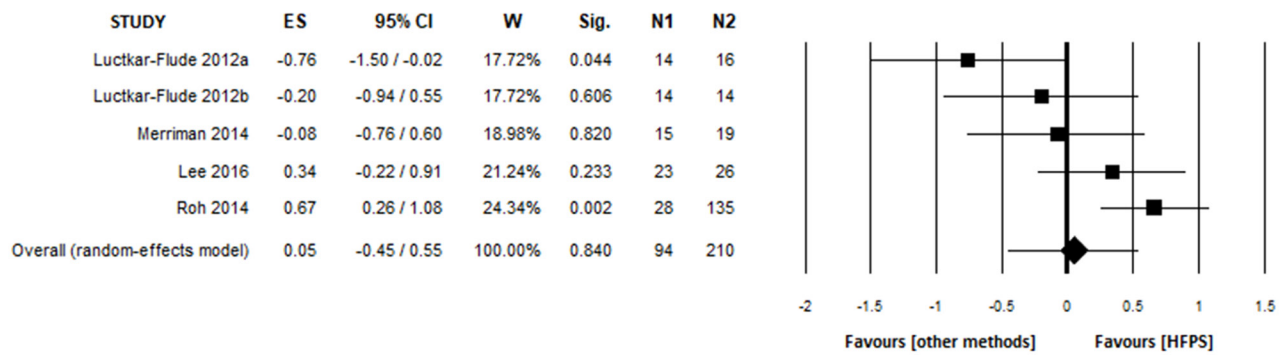 STUDY ES 95% CI W Sig. N1 N2
Luctkar-Flude 2012a -0.76 -1.50 / -0.02 17.72% 0.044 14 16
Luctkar-Flude 2012b -0.20 -0.94 / 0.55 17.72% 0.606 14 14
Merriman 2014 -0.08 -0.76 / 0.60 18.98% 0.820 15 19
Lee 2016 0.34 -0.22 / 0.91 21.24% 0.233 23 26
Roh 2014 0.67 0.26 / 1.08 24.34% 0.002 28 135
Overall (random-effects model) 0.05 -0.45 / 0.55 100.00% 0.840 94 210
-2 -1.5 -1 -0.5 0 0.5 1 1.5
Favours [other methods] Favours [HFPS]